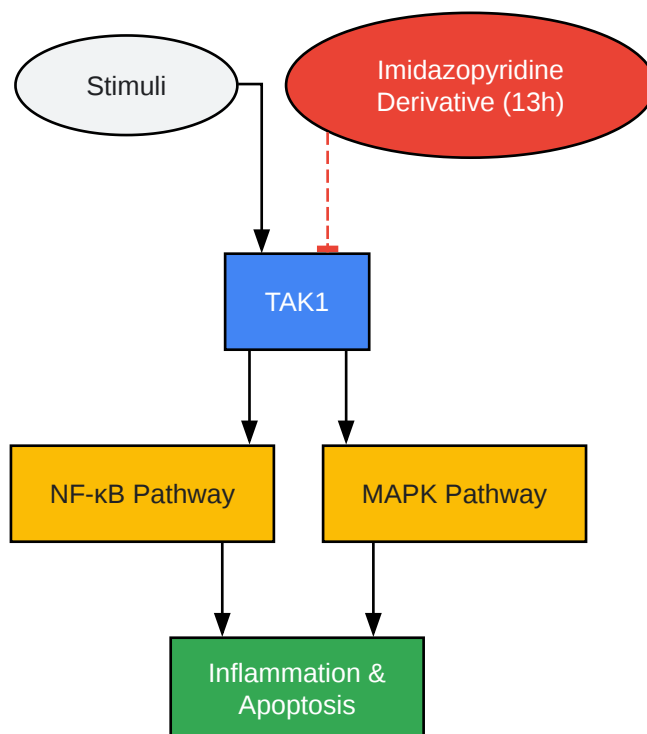 Stimuli
Imidazopyridine
Derivative (13h)
TAK1
NF-κB Pathway
MAPK Pathway
Inflammation &
Apoptosis